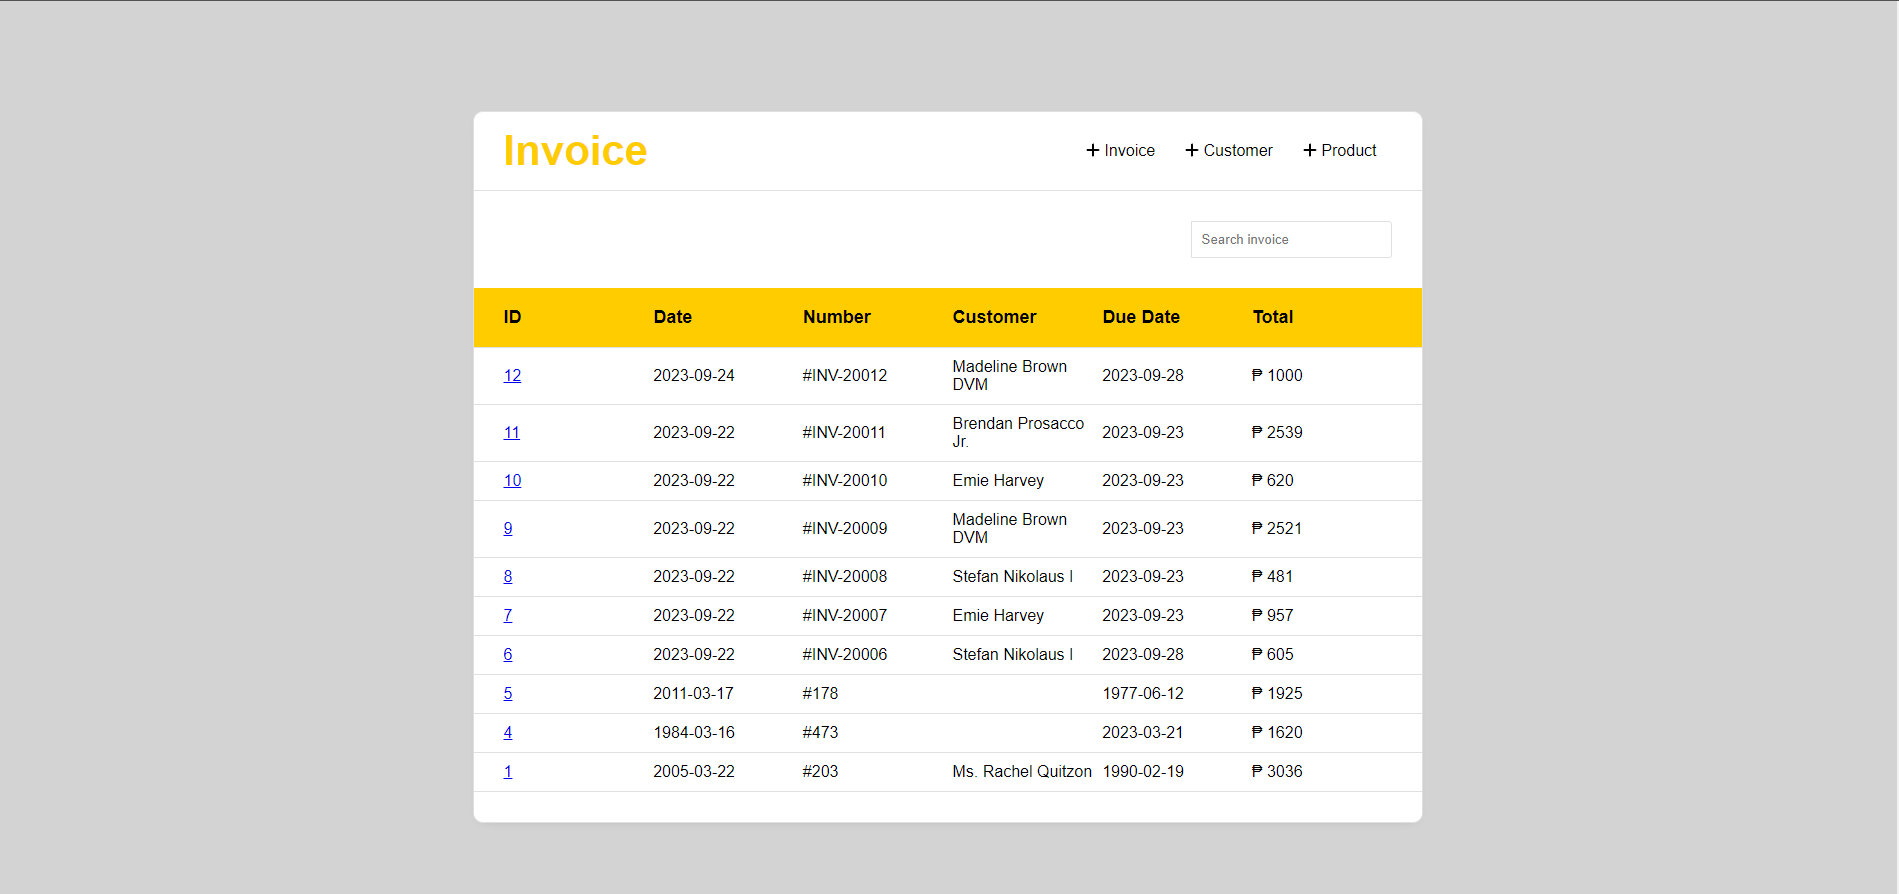 Invoice
+ Invoice + Customer + Product
Search invoice
ID Date Number Customer Due Date Total
12 2023-09-24 #INV-20012 Madeline Brown DVM 2023-09-28 ₱ 1000
11 2023-09-22 #INV-20011 Brendan Prosacco Jr. 2023-09-23 ₱ 2539
10 2023-09-22 #INV-20010 Emie Harvey 2023-09-23 ₱ 620
9 2023-09-22 #INV-20009 Madeline Brown DVM 2023-09-23 ₱ 2521
8 2023-09-22 #INV-20008 Stefan Nikolaus I 2023-09-23 ₱ 481
7 2023-09-22 #INV-20007 Emie Harvey 2023-09-23 ₱ 957
6 2023-09-22 #INV-20006 Stefan Nikolaus I 2023-09-28 ₱ 605
5 2011-03-17 #178 1977-06-12 ₱ 1925
4 1984-03-16 #473 2023-03-21 ₱ 1620
1 2005-03-22 #203 Ms. Rachel Quitzon 1990-02-19 ₱ 3036